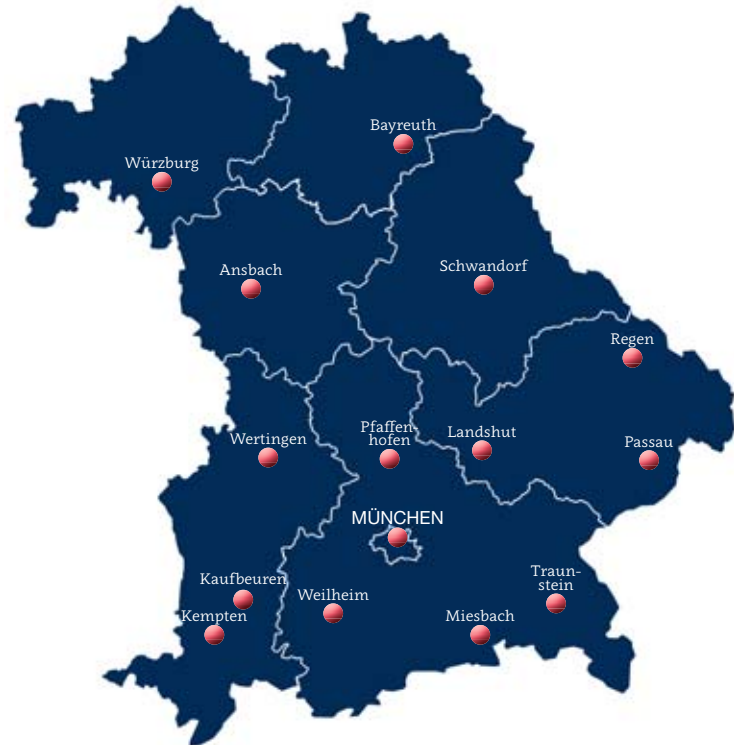 Bayreuth
Würzburg
Ansbach
Schwandorf
Regen
Pfaffen-
hofen
Landshut
Wertingen
Passau
MÜNCHEN
Traun-
stein
Kaufbeuren
Weilheim
Kempten
Miesbach